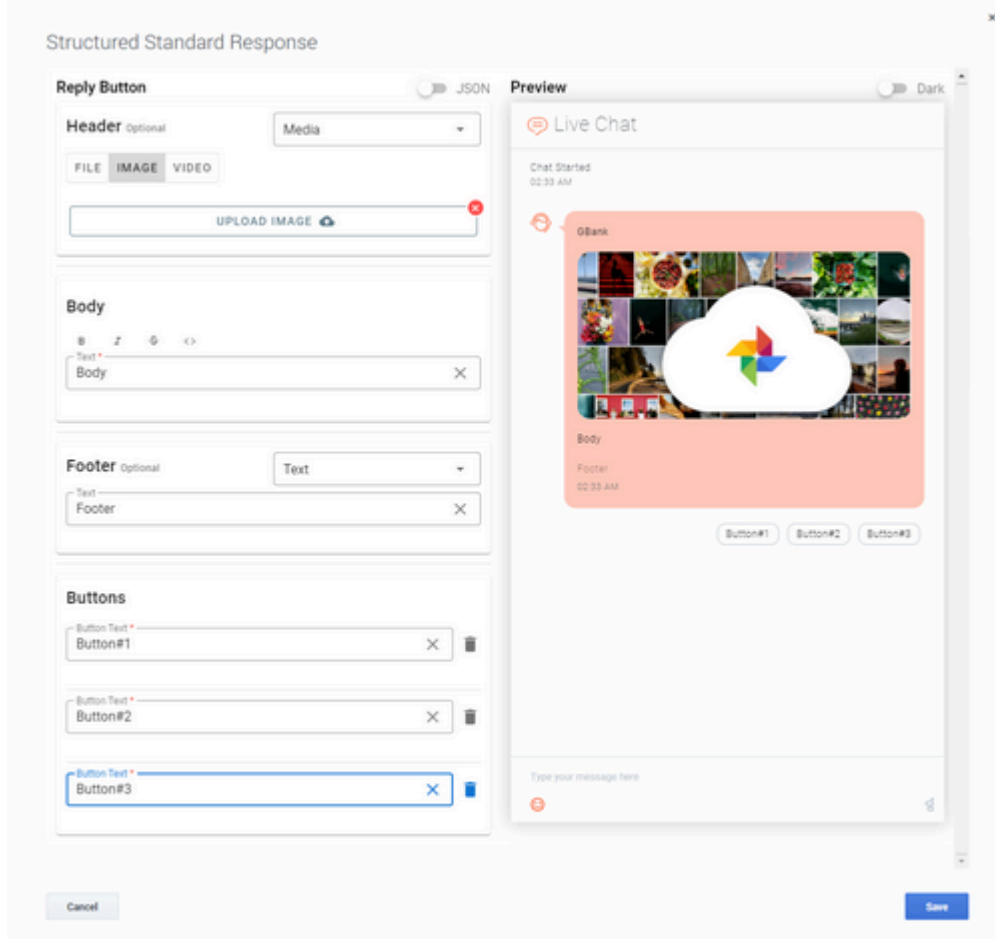 Structured Standard Response
Reply Button
JSON
Header Optional
Media
FILE IMAGE VIDEO
UPLOAD IMAGE
Body
B I S <>
Text *
Body
Footer Optional
Text
Text
Footer
Buttons
Button Text *
Button#1
Button Text *
Button#2
Button Text *
Button#3
Preview
Dark
Live Chat
Chat Started
02:33 AM
GBank
Body
Footer
02:33 AM
Button#1 Button#2 Button#3
Type your message here
Cancel
Save